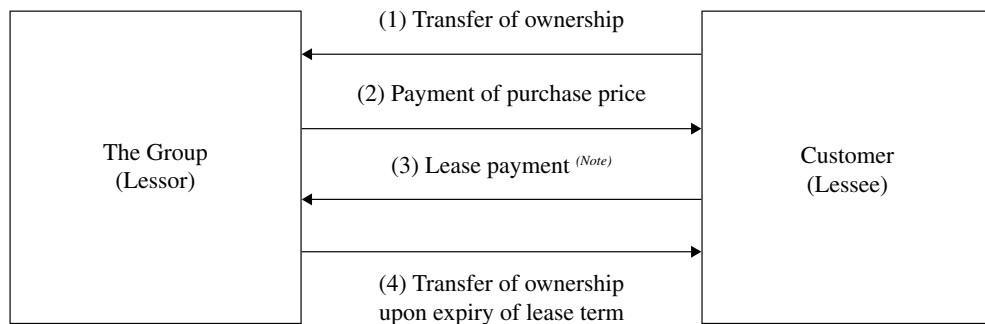 (1) Transfer of ownership
(2) Payment of purchase price
The Group
(Lessor)
(3) Lease payment (Note)
Customer
(Lessee)
(4) Transfer of ownership
upon expiry of lease term